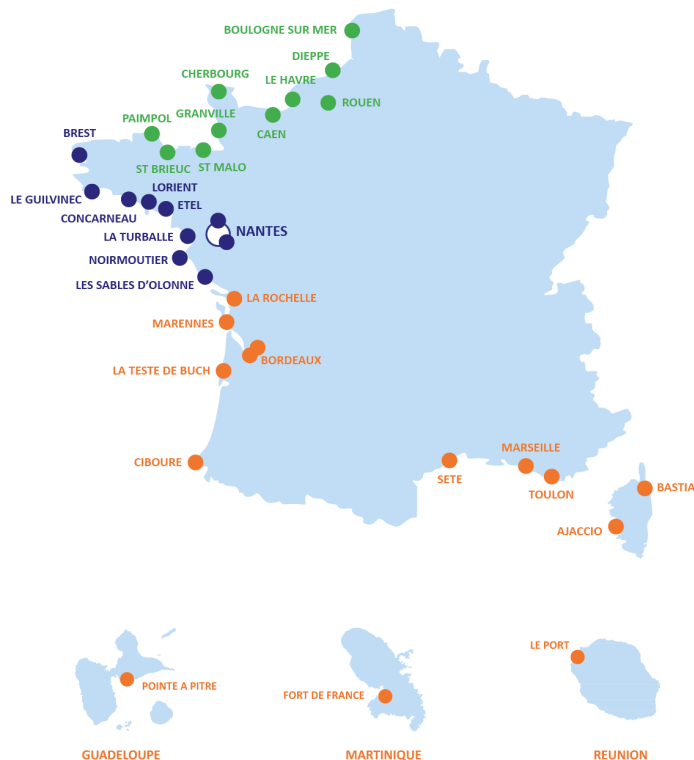 BOULOGNE SUR MER
DIEPPE
CHERBOURG
LE HAVRE
ROUEN
GRANVILLE
PAIMPOL
CAEN
BREST
ST BRIEUC
ST MALO
LORIENT
LE GUILVINEC
ETEL
CONCARNEAU
NANTES
LA TURBALLE
NOIRMOUTIER
LES SABLES D'OLONNE
LA ROCHELLE
MARENNES
BORDEAUX
LA TESTE DE BUCH
MARSEILLE
CIBOURE
SETE
BASTIA
TOULON
AJACCIO
LE PORT
POINTE A PITRE
FORT DE FRANCE
GUADELOUPE
MARTINIQUE
REUNION